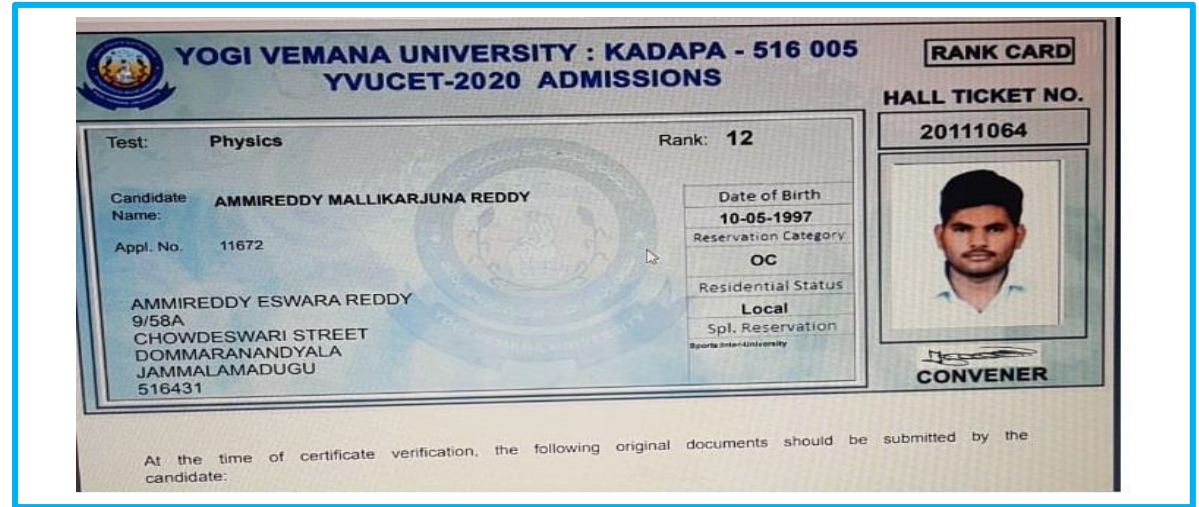 YOGI VEMANA UNIVERSITY : KADAPA - 516 005
YVUCET-2020 ADMISSIONS
RANK CARD
HALL TICKET NO.
20111064
Test: Physics
Rank: 12
Candidate Name: AMMIREDDY MALLIKARJUNA REDDY
Appl. No. 11672
AMMIREDDY ESWARA REDDY
9/58A
CHOWDESWARI STREET
DOMMARANANDYALA
JAMMALAMADUGU
516431
Date of Birth
10-05-1997
Reservation Category
OC
Residential Status
Local
Spl. Reservation
Sports:Inter-University
CONVENER
At the time of certificate verification, the following original documents should be submitted by the
candidate: